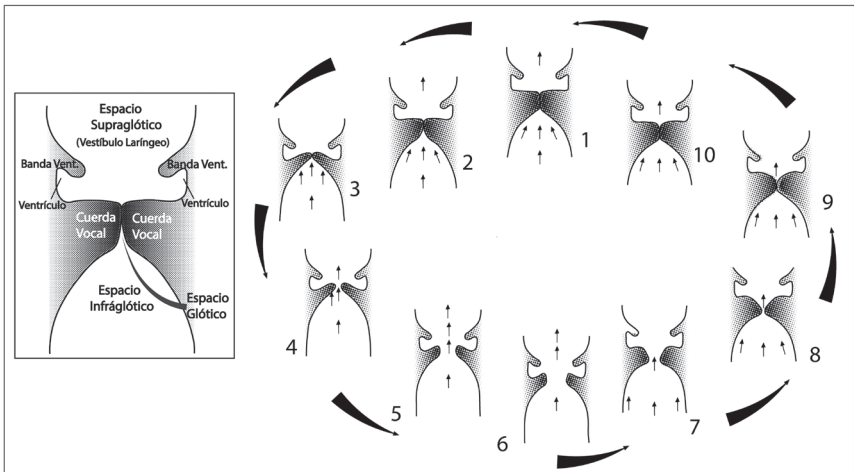 Espacio
Supraglótico
(Vestíbulo Laríngeo)
Banda Vent.
Banda Vent.
Ventrículo
Ventrículo
Cuerda
Vocal
Cuerda
Vocal
Espacio
Infráglótico
Espacio
Glótico
1
2
3
4
5
6
7
8
9
10